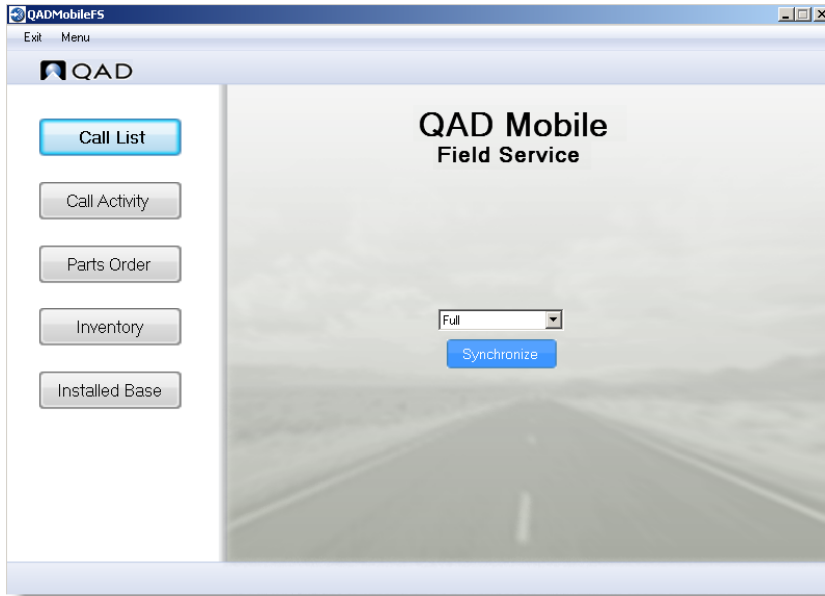 QADMobileFS
Exit Menu
QAD
Call List
Call Activity
Parts Order
Inventory
Installed Base
QAD Mobile
Field Service
Full
Synchronize